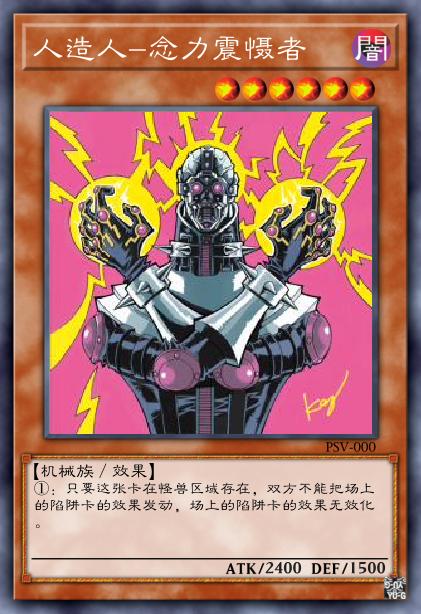 人造人-念力震慑者
闇
PSV-000
【机械族／效果】
①：只要这张卡在怪兽区域存在，双方不能把场上
的陷阱卡的效果发动，场上的陷阱卡的效果无效化
。
ATK/2400 DEF/1500